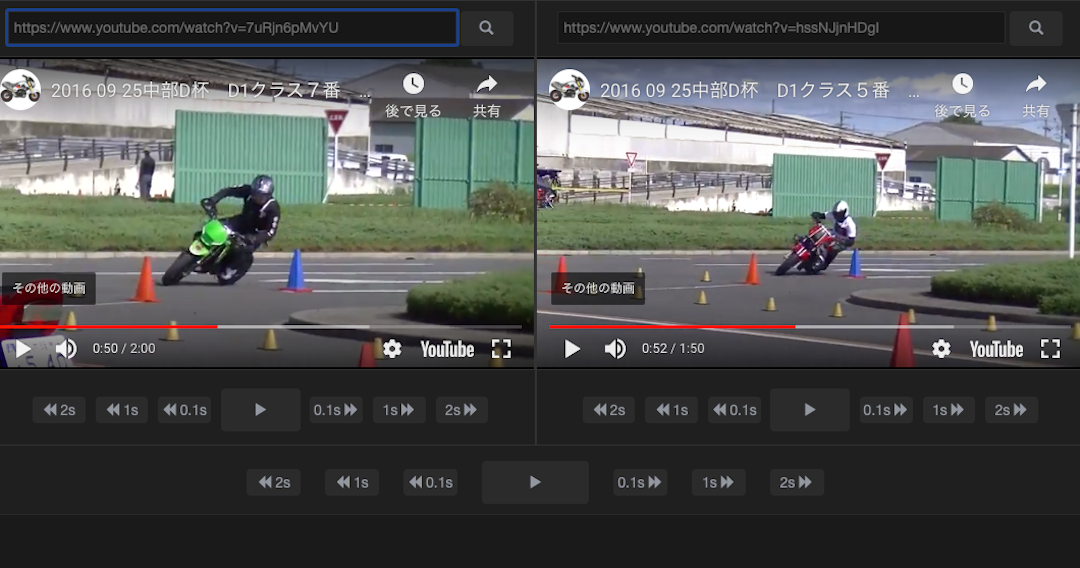 https://www.youtube.com/watch?v=7uRjn6pMvYU
https://www.youtube.com/watch?v=hssNJjnHDgI
2016 09 25中部D杯　D1クラス７番　...
後で見る
共有
2016 09 25中部D杯　D1クラス５番　...
後で見る
共有
その他の動画
その他の動画
0:50 / 2:00
YouTube
0:52 / 1:50
YouTube
2s 1s 0.1s 0.1s 1s 2s
2s 1s 0.1s 0.1s 1s 2s
2s 1s 0.1s 0.1s 1s 2s